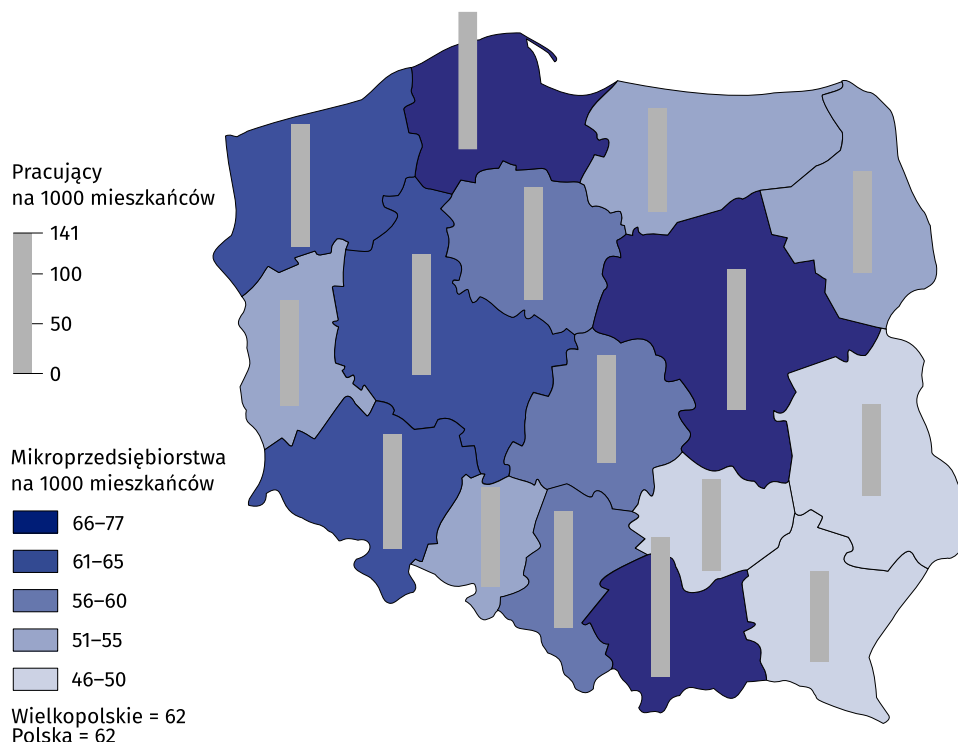 Pracujący
na 1000 mieszkańców
141
100
50
0
Mikroprzedsiębiorstwa
na 1000 mieszkańców
66–77
61–65
56–60
51–55
46–50
Wielkopolskie = 62
Polska = 62